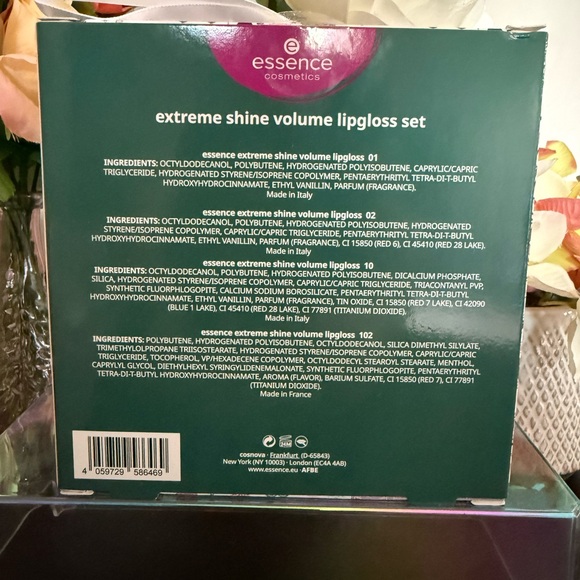 essence
cosmetics
extreme shine volume lipgloss set
essence extreme shine volume lipgloss 01
INGREDIENTS: OCTYLDODECANOL, POLYBUTENE, HYDROGENATED POLYISOBUTENE, CAPRYLIC/CAPRIC
TRIGLYCERIDE, HYDROGENATED STYRENE/ISOPRENE COPOLYMER, PENTAERYTHRITYL TETRA-DI-T-BUTYL
HYDROXYHYDROCINNAMATE, ETHYL VANILLIN, PARFUM (FRAGRANCE).
Made in Italy
essence extreme shine volume lipgloss 02
INGREDIENTS: OCTYLDODECANOL, POLYBUTENE, HYDROGENATED POLYISOBUTENE, HYDROGENATED
STYRENE/ISOPRENE COPOLYMER, CAPRYLIC/CAPRIC TRIGLYCERIDE, PENTAERYTHRITYL TETRA-DI-T-BUTYL
HYDROXYHYDROCINNAMATE, ETHYL VANILLIN, PARFUM (FRAGRANCE), CI 15850 (RED 6), CI 45410 (RED 28 LAKE).
Made in Italy
essence extreme shine volume lipgloss 10
INGREDIENTS: OCTYLDODECANOL, POLYBUTENE, HYDROGENATED POLYISOBUTENE, DICALCIUM PHOSPHATE,
SILICA, HYDROGENATED STYRENE/ISOPRENE COPOLYMER, CAPRYLIC/CAPRIC TRIGLYCERIDE, TRIACONTANYL PVP,
SYNTHETIC FLUORPHLOGOPITE, CALCIUM SODIUM BOROSILICATE, PENTAERYTHRITYL TETRA-DI-T-BUTYL
HYDROXYHYDROCINNAMATE, ETHYL VANILLIN, PARFUM (FRAGRANCE), TIN OXIDE, CI 15850 (RED 7 LAKE), CI 42090
(BLUE 1 LAKE), CI 45410 (RED 28 LAKE), CI 77891 (TITANIUM DIOXIDE).
Made in Italy
essence extreme shine volume lipgloss 102
INGREDIENTS: POLYBUTENE, HYDROGENATED POLYISOBUTENE, OCTYLDODECANOL, SILICA DIMETHYL SILYLATE,
TRIMETHYLOLPROPANE TRIISOSTEARATE, HYDROGENATED STYRENE/ISOPRENE COPOLYMER, CAPRYLIC/CAPRIC
TRIGLYCERIDE, TOCOPHEROL, VP/HEXADECENE COPOLYMER, OCTYLDODECYL STEAROYL STEARATE, MENTHOL,
CAPRYLYL GLYCOL, DIETHYLHEXYL SYRINGYLIDENEMALONATE, SYNTHETIC FLUORPHLOGOPITE, PENTAERYTHRITYL
TETRA-DI-T-BUTYL HYDROXYHYDROCINNAMATE, AROMA (FLAVOR), BARIUM SULFATE, CI 15850 (RED 7), CI 77891
(TITANIUM DIOXIDE).
Made in France
4 059729 586469
24M
cosnova · Frankfurt (D-65843)
New York (NY 10003) · London (EC4A 4AB)
www.essence.eu · AFBE